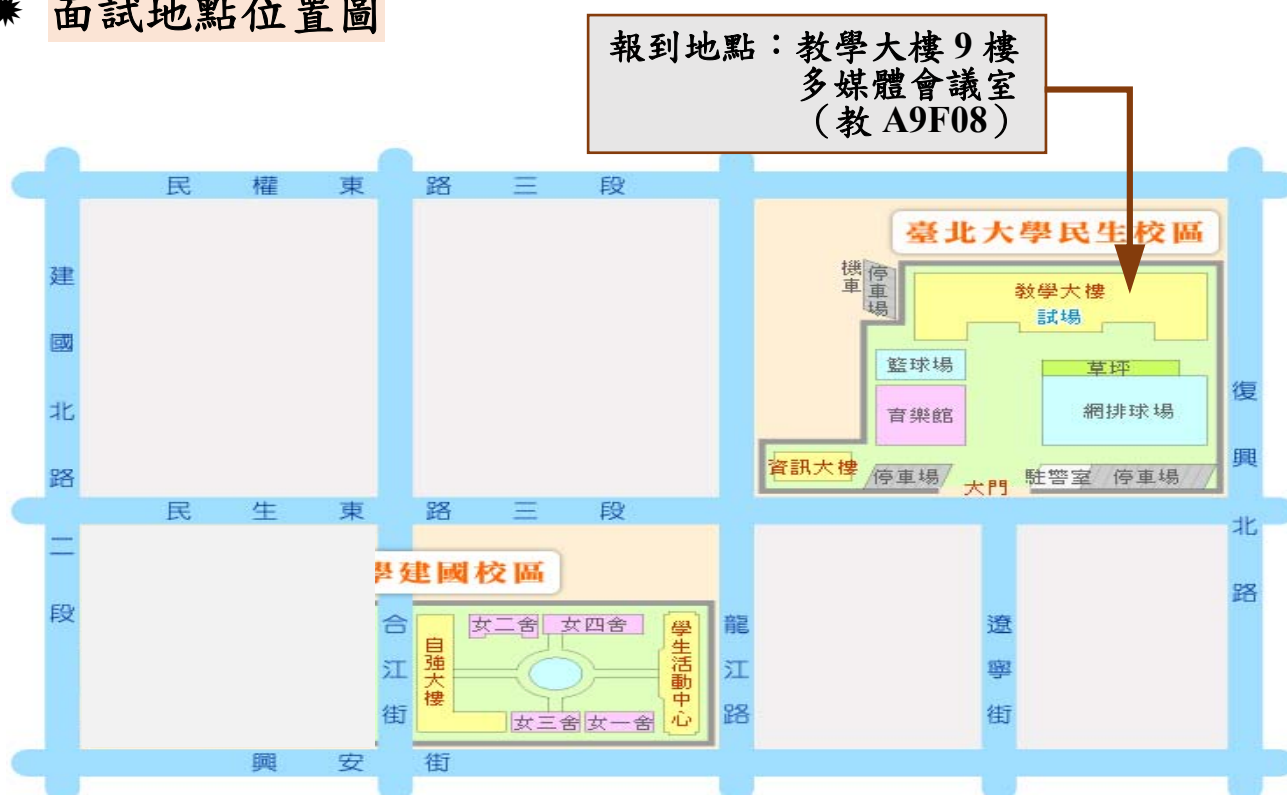 面試地點位置圖
報到地點：教學大樓 9 樓
多媒體會議室
（教 A9F08）
民權東路三段
臺北大學民生校區
機車
停車場
教學大樓
試場
建國北路二段
籃球場
草坪
育樂館
網排球場
復興北路
資訊大樓
停車場
大門
駐警室
停車場
民生東路三段
學建國校區
合江街
女二舍
女四舍
自強大樓
學生活動中心
龍江路
遼寧街
女三舍
女一舍
興安街